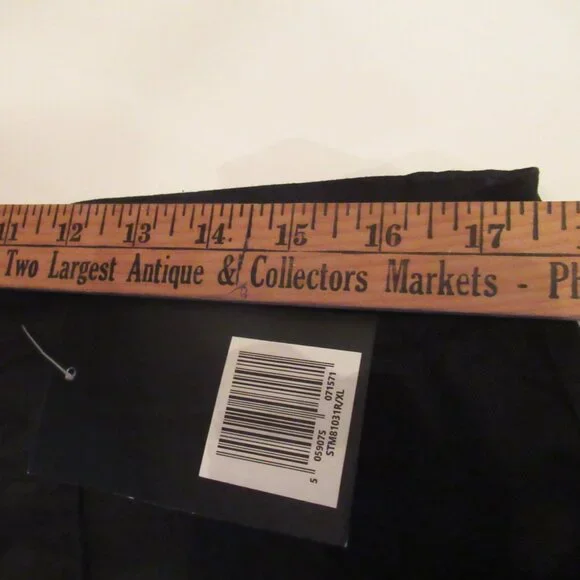 11 12 13 14 15 16 17
Two Largest Antique & Collectors Markets - Ph
5 059075 071571
STM81031R/XL